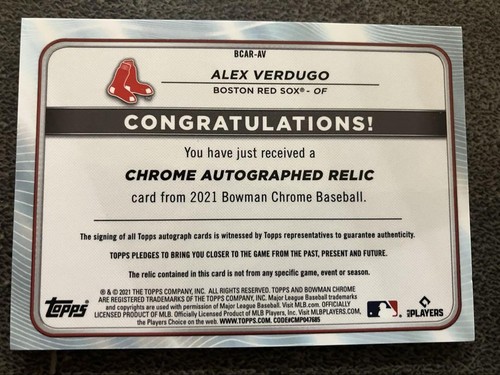 BCAR-AV
ALEX VERDUGO
BOSTON RED SOX® - OF
CONGRATULATIONS!
You have just received a
CHROME AUTOGRAPHED RELIC
card from 2021 Bowman Chrome Baseball.
The signing of all Topps autograph cards is witnessed by Topps representatives to guarantee authenticity.
TOPPS PLEDGES TO BRING YOU CLOSER TO THE GAME FROM THE PAST, PRESENT AND FUTURE.
The relic contained in this card is not from any specific game, event or season.
® & © 2021 THE TOPPS COMPANY, INC. ALL RIGHTS RESERVED. TOPPS AND BOWMAN CHROME
ARE REGISTERED TRADEMARKS OF THE TOPPS COMPANY, INC. Major League Baseball trademarks
and copyrights are used with permission of Major League Baseball. Visit MLB.com. OFFICIALLY
LICENSED PRODUCT OF MLB. Officially Licensed Product of MLB Players, Inc. Visit MLBPLAYERS.COM,
the Players Choice on the web. WWW.TOPPS.COM. CODE#CMP047685
Topps®
MLB PLAYERS